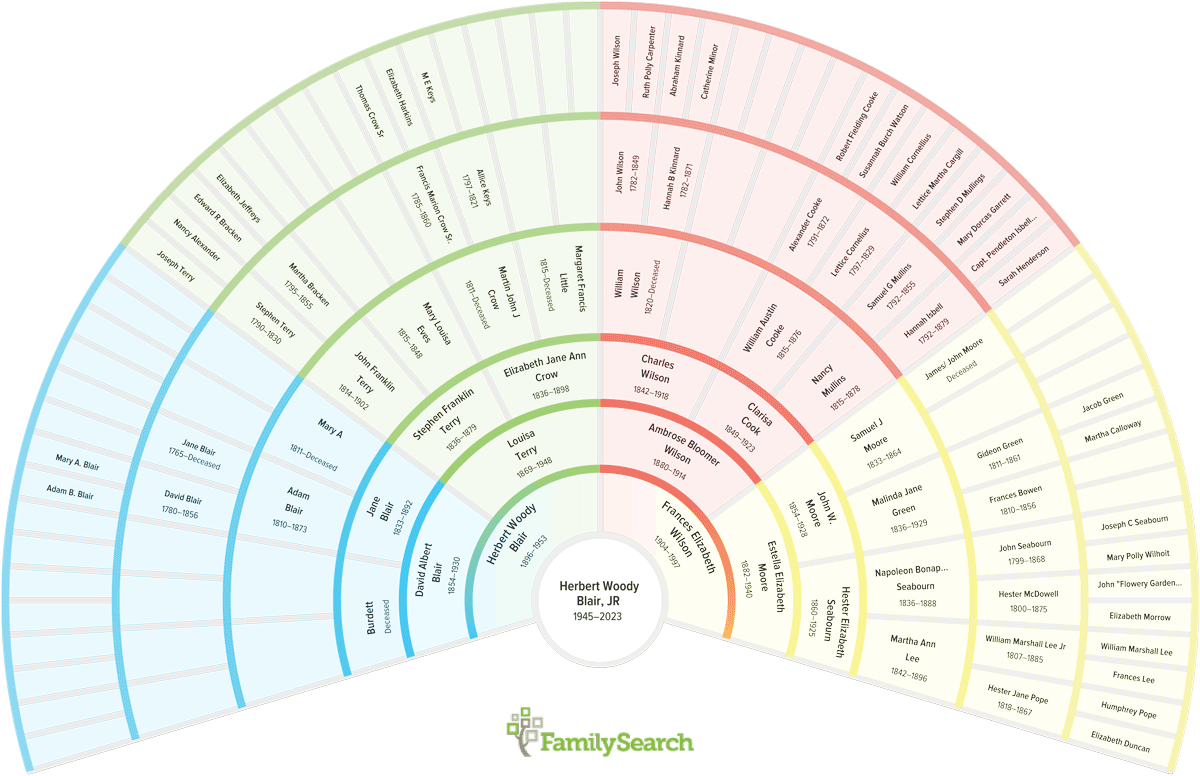 Herbert Woody
Blair, JR
1945–2023
Herbert Woody
Blair
1896–1953
Frances Elizabeth
Wilson
1904–1997
David Albert
Blair
1854–1930
Louisa
Terry
1869–1948
Ambrose Bloomer
Wilson
1880–1914
Estella Elizabeth
Moore
1882–1940
Burdett
Deceased
Jane
Blair
1833–1892
Stephen Franklin
Terry
1836–1879
Elizabeth Jane Ann
Crow
1836–1898
Charles
Wilson
1842–1918
Clarisa
Cook
1849–1923
John W.
Moore
1854–1928
Hester Elizabeth
Seabourn
1860–1925
Adam
Blair
1810–1873
Mary A
1811–Deceased
John Franklin
Terry
1814–1902
Mary Louisa
Eves
1815–1848
Martin John J
Crow
1811–Deceased
Margaret Francis
Little
1815–Deceased
William
Wilson
1820–Deceased
William Austin
Cooke
1815–1876
Nancy
Mullins
1815–1878
Samuel J
Moore
1833–1864
Malinda Jane
Green
1836–1929
Napoleon Bonap...
Seabourn
1836–1888
Martha Ann
Lee
1842–1896
David Blair
1780–1856
Jane Blair
1765–Deceased
Stephen Terry
1790–1830
Martha Bracken
1795–1855
Francis Marion Crow Sr.
1785–1860
Allice Keys
1797–1821
John Wilson
1782–1849
Hannah B Kinnard
1782–1871
Alexander Cooke
1791–1872
Lettice Cornelius
1797–1829
Samuel G Mullins
1792–1855
Hannah Isbell
1792–1879
James/ John Moore
Deceased
Gideon Green
1811–1861
Frances Bowen
1810–1856
John Seabourn
1799–1868
Hester McDowell
1800–1875
William Marshall Lee Jr
1807–1885
Hester Jane Pope
1818–1867
Adam B. Blair
Mary A. Blair
Joseph Terry
Nancy Alexander
Edward R Bracken
Elizabeth Jeffreys
Thomas Crow Sr
Elizabeth Harkins
M E Keys
Joseph Wilson
Ruth Polly Carpenter
Abraham Kinnard
Catherine Minor
Robert Fielding Cooke
Susannah Burch Watson
William Cornelius
Lettice Martha Cargill
Stephen D Mullings
Mary Dorcas Garrett
Capt. Pendleton Isbell...
Sarah Henderson
Jacob Green
Martha Calloway
Joseph C Seabourn
Mary Polly Wilhoit
John "Flowery Garden...
Elizabeth Morrow
William Marshall Lee
Frances Lee
Humphrey Pope
Elizabeth Duncan
FamilySearch